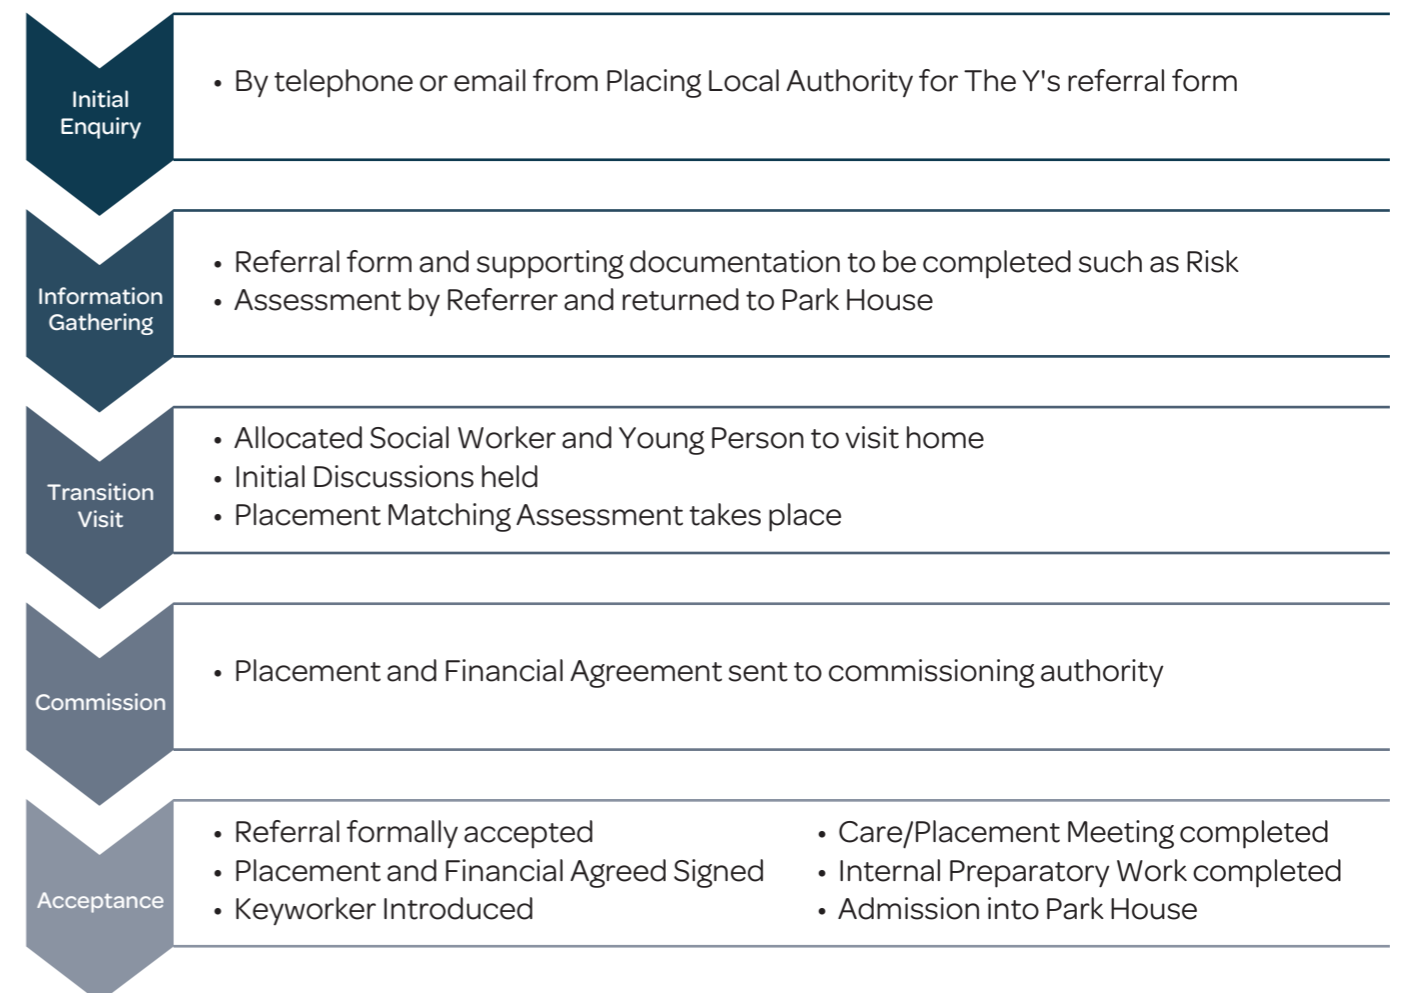 Initial
Enquiry
• By telephone or email from Placing Local Authority for The Y's referral form
Information
Gathering
• Referral form and supporting documentation to be completed such as Risk
• Assessment by Referrer and returned to Park House
Transition
Visit
• Allocated Social Worker and Young Person to visit home
• Initial Discussions held
• Placement Matching Assessment takes place
Commission
• Placement and Financial Agreement sent to commissioning authority
Acceptance
• Referral formally accepted
• Placement and Financial Agreed Signed
• Keyworker Introduced
• Care/Placement Meeting completed
• Internal Preparatory Work completed
• Admission into Park House